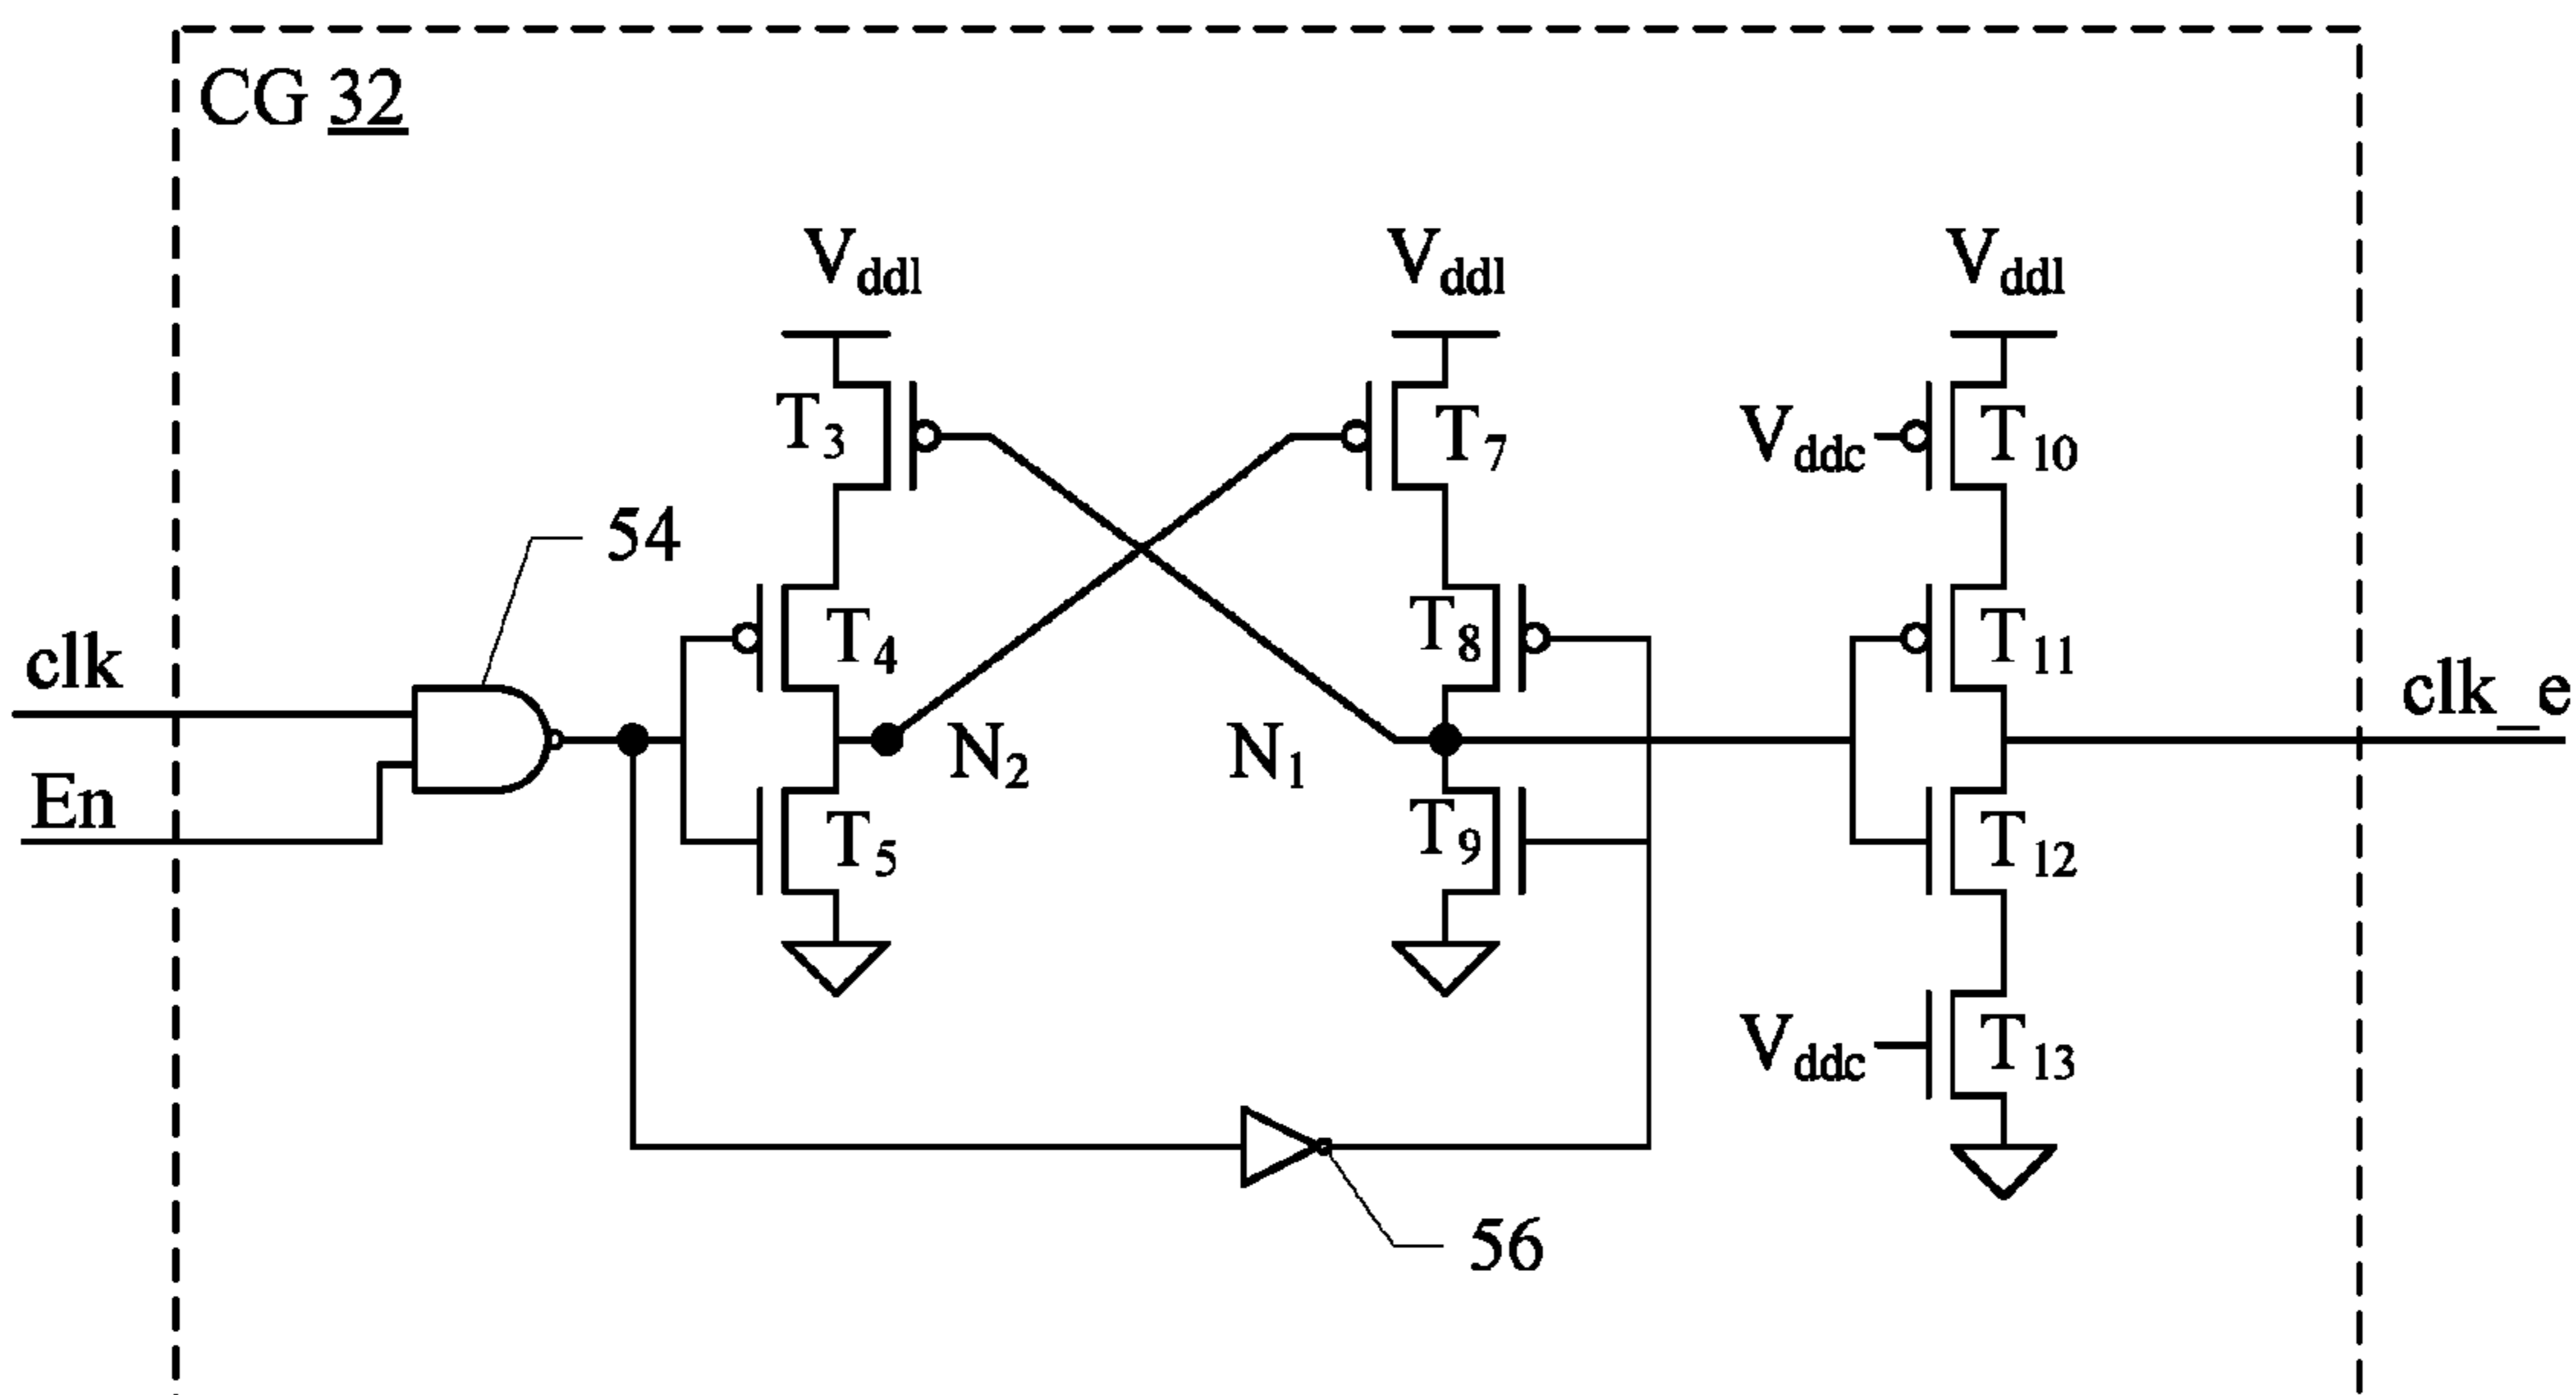 CG 32
Vddl Vddl Vddl
T3 T7 Vddc T10
54
T4 T8 T11
clk clk_e
N2 N1
En T5 T9 T12
Vddc T13
56